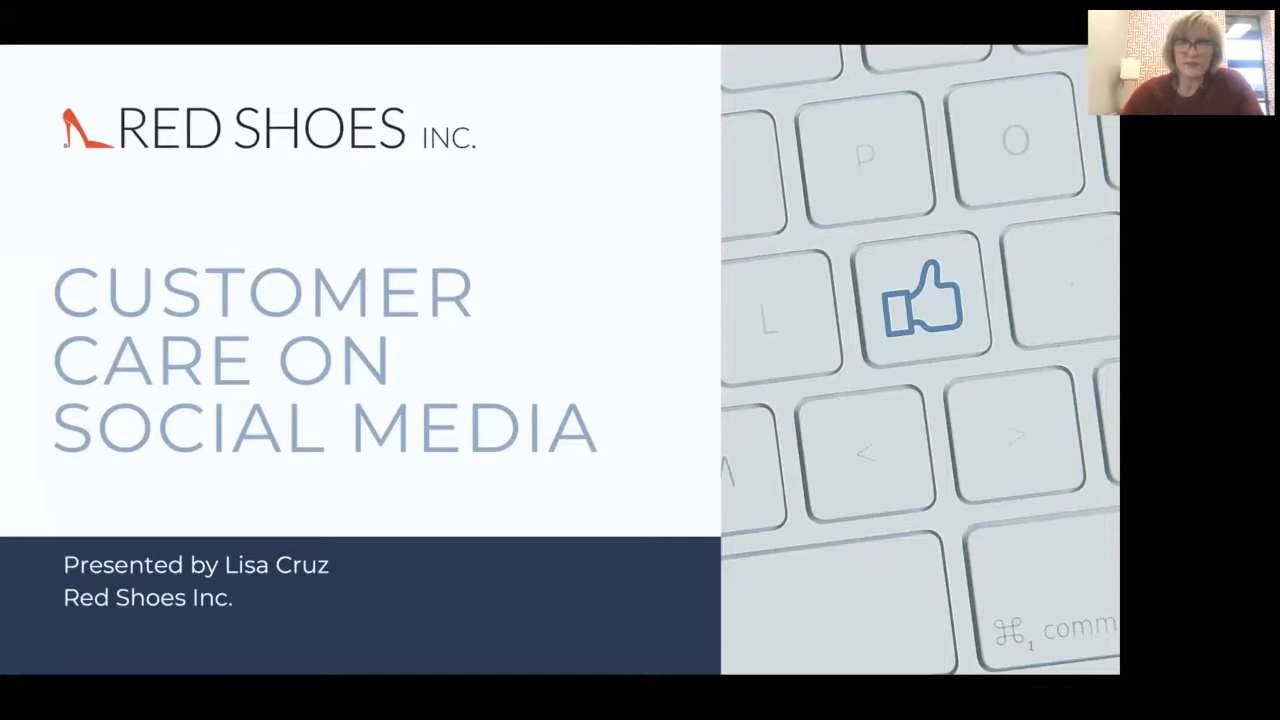 RED SHOES INC.
CUSTOMER
CARE ON
SOCIAL MEDIA
Presented by Lisa Cruz
Red Shoes Inc.
P
O
L
<
>
⌘ comm